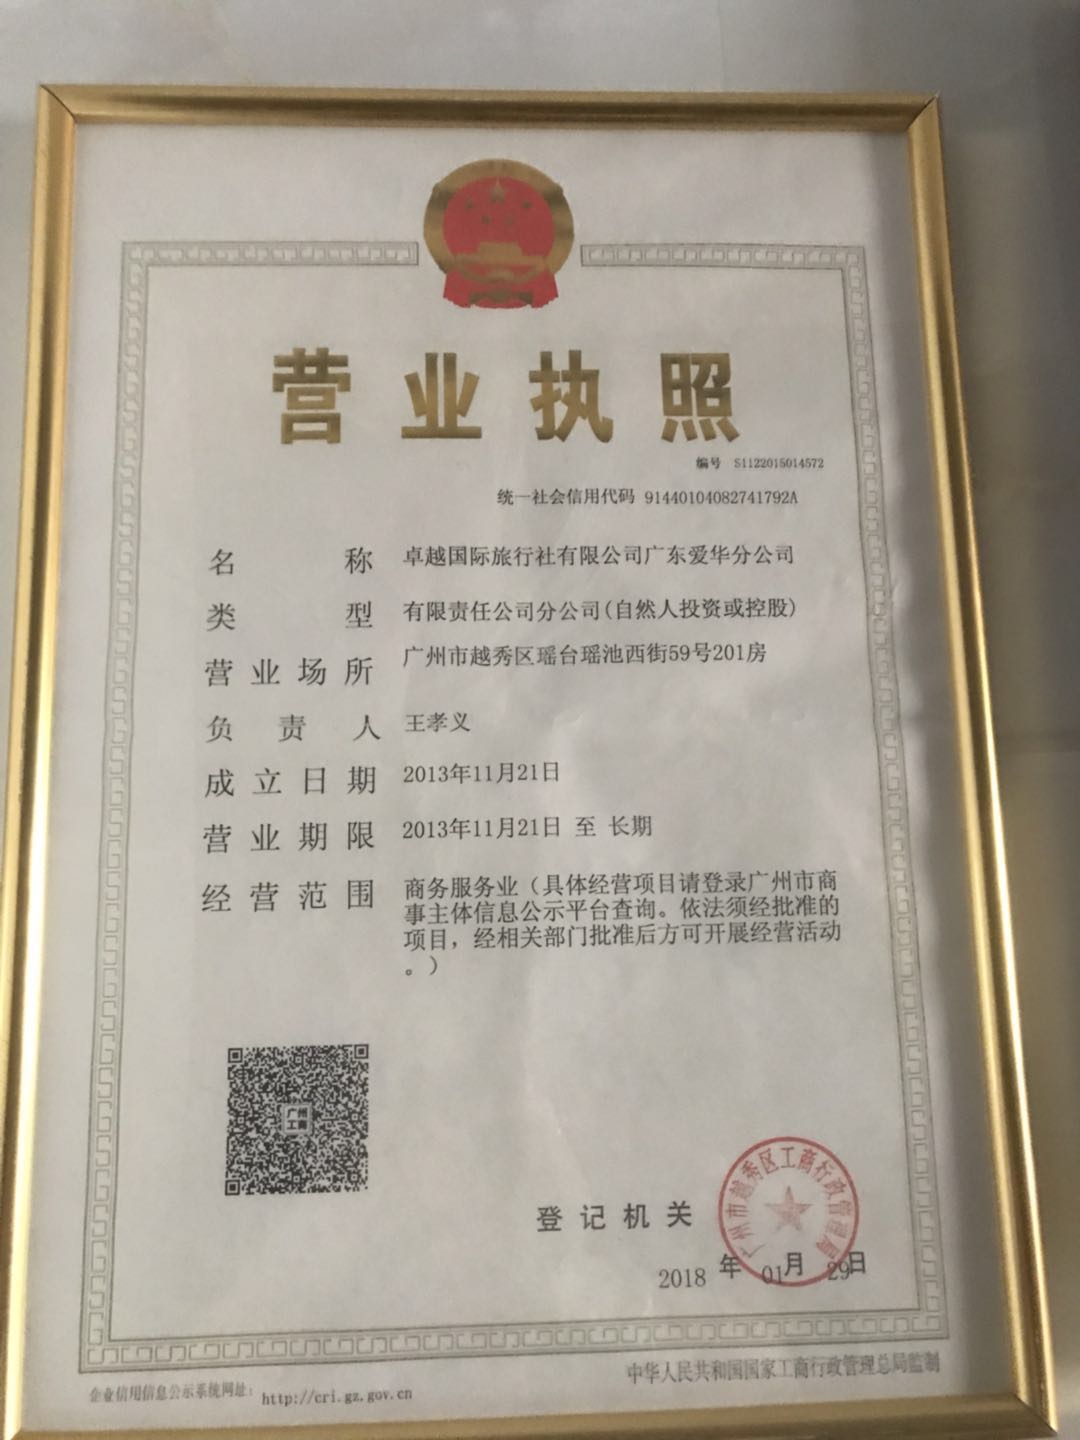 营业执照
编号 S1122015014572
统一社会信用代码 91440104082741792A
名称 卓越国际旅行社有限公司广东爱华分公司
类型 有限责任公司分公司(自然人投资或控股)
营业场所 广州市越秀区瑶台瑶池西街59号201房
负责人 王孝义
成立日期 2013年11月21日
营业期限 2013年11月21日 至 长期
经营范围 商务服务业（具体经营项目请登录广州市商
事主体信息公示平台查询。依法须经批准的
项目，经相关部门批准后方可开展经营活动
。）
广州
工商
广州市越秀区工商行政管理局
登记机关
2018 年 01 月 29 日
企业信用信息公示系统网址： http://cri.gz.gov.cn
中华人民共和国国家工商行政管理总局监制